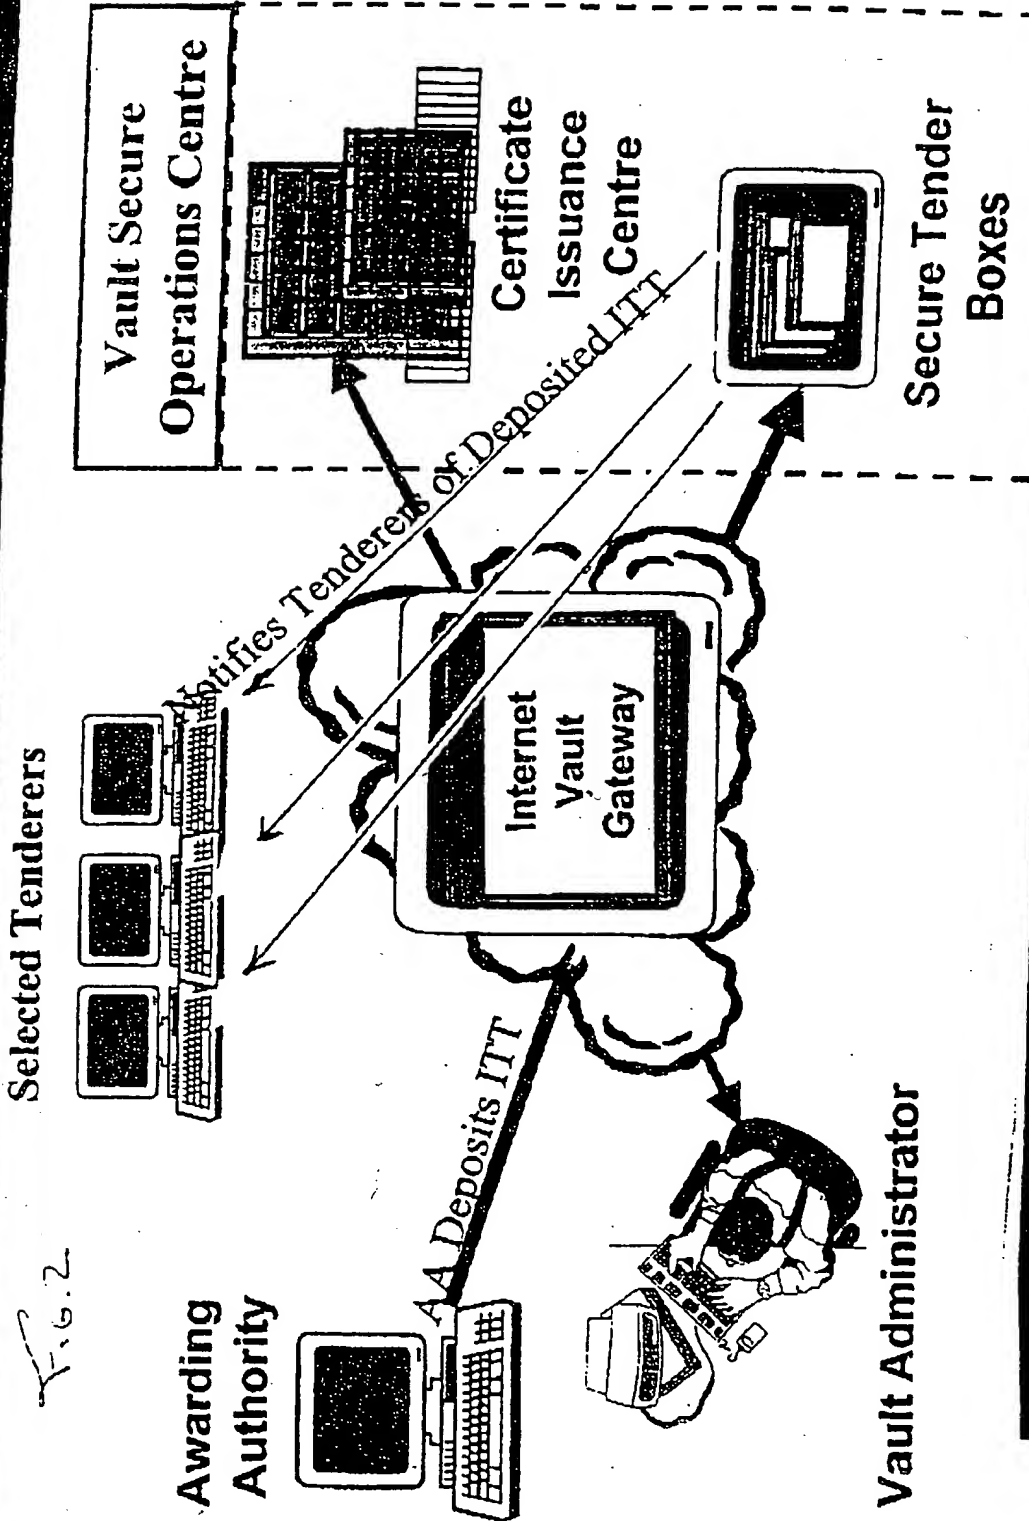 Fig.2
Selected Tenderers
Vault Secure
Operations Centre
Awarding
Authority
AA Deposits ITT
Notifies Tenderers of Deposited ITT
Internet
Vault
Gateway
Certificate
Issuance
Centre
Vault Administrator
Secure Tender
Boxes